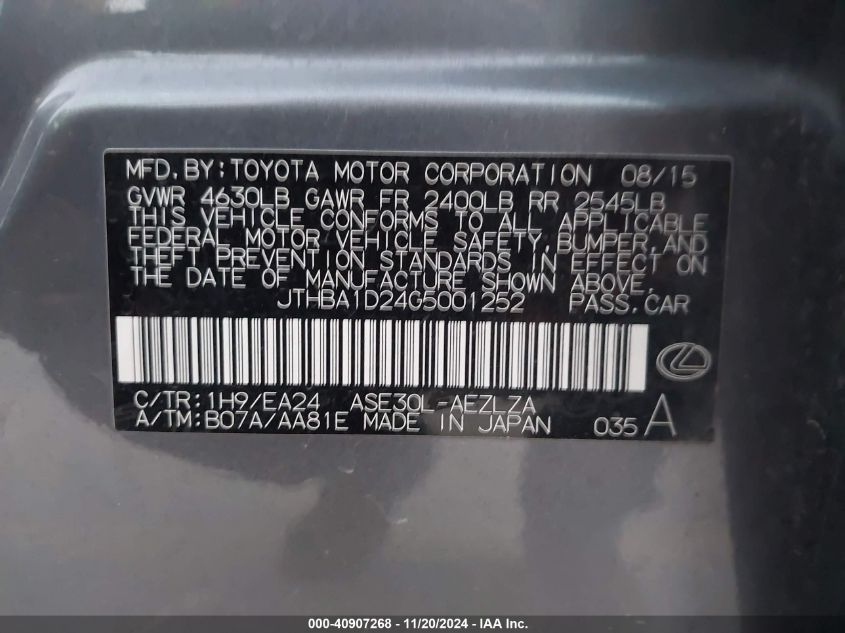 MFD.BY:TOYOTA MOTOR CORPORATION 08/15
GVWR 4630LB GAWR FR 2400LB RR 2545LB
THIS VEHICLE CONFORMS TO ALL APPLICABLE
FEDERAL MOTOR VEHICLE SAFETY,BUMPER,AND
THEFT PREVENTION STANDARDS IN EFFECT ON
THE DATE OF MANUFACTURE SHOWN ABOVE.
JTHBA1D24G5001252 PASS.CAR
C/TR:1H9/EA24 ASE30L-AEZLZA
A/TM:B07A/AA81E MADE IN JAPAN 035 A
000-40907268 - 11/20/2024 - IAA Inc.